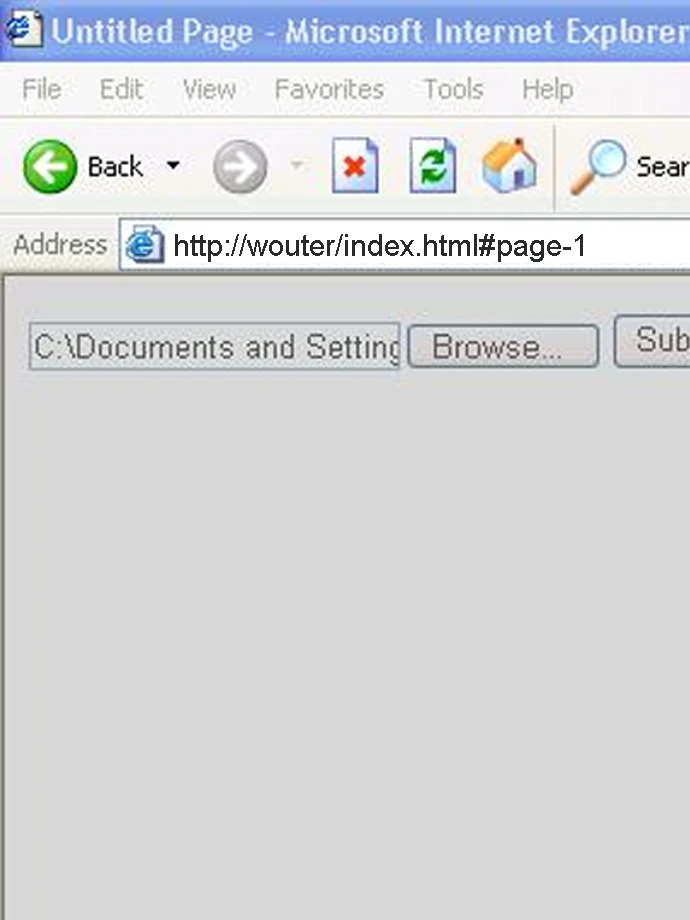 Untitled Page - Microsoft Internet Explorer
File Edit View Favorites Tools Help
Back Sear
Address http://wouter/index.html#page-1
C:\Documents and Setting Browse... Sub